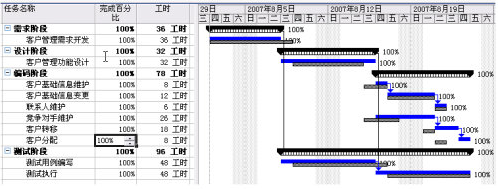 任务名称 完成百分比 工时 29日 2007年8月5日 2007年8月12日 2007年8月19日
三 四 五 六 日 一 二 三 四 五 六 日 一 二 三 四 五 六 日 一 二 三 四 五 六
需求阶段 100% 36 工时 100%
客户管理需求开发 100% 36 工时 100%
设计阶段 100% 32 工时 100%
客户管理功能设计 100% 32 工时 100%
编码阶段 100% 78 工时 100%
客户基础信息维护 100% 8 工时 100%
客户基础信息变更 100% 12 工时 100%
联系人维护 100% 6 工时 100%
竞争对手维护 100% 26 工时 100%
客户转移 100% 18 工时 100%
客户分配 100% 8 工时 100%
测试阶段 100% 96 工时 100%
测试用例编写 100% 48 工时 100%
测试执行 100% 48 工时 100%